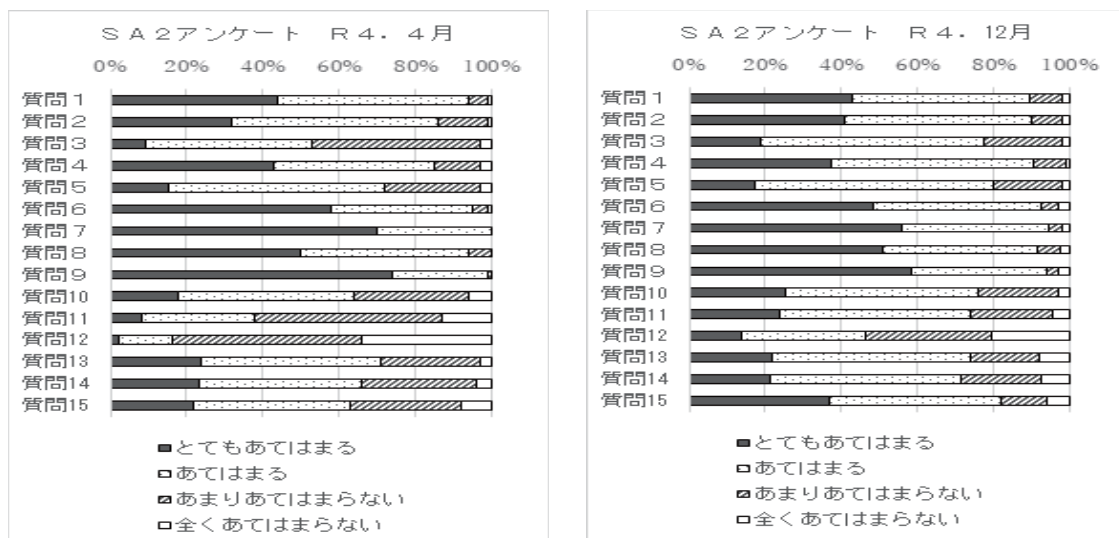 ＳＡ２アンケート Ｒ４．４月
0% 20% 40% 60% 80% 100%
質問１
質問２
質問３
質問４
質問５
質問６
質問７
質問８
質問９
質問10
質問11
質問12
質問13
質問14
質問15
■とてもあてはまる
□あてはまる
▨あまりあてはまらない
□全くあてはまらない
ＳＡ２アンケート Ｒ４．12月
0% 20% 40% 60% 80% 100%
質問１
質問２
質問３
質問４
質問５
質問６
質問７
質問８
質問９
質問10
質問11
質問12
質問13
質問14
質問15
■とてもあてはまる
□あてはまる
▨あまりあてはまらない
□全くあてはまらない